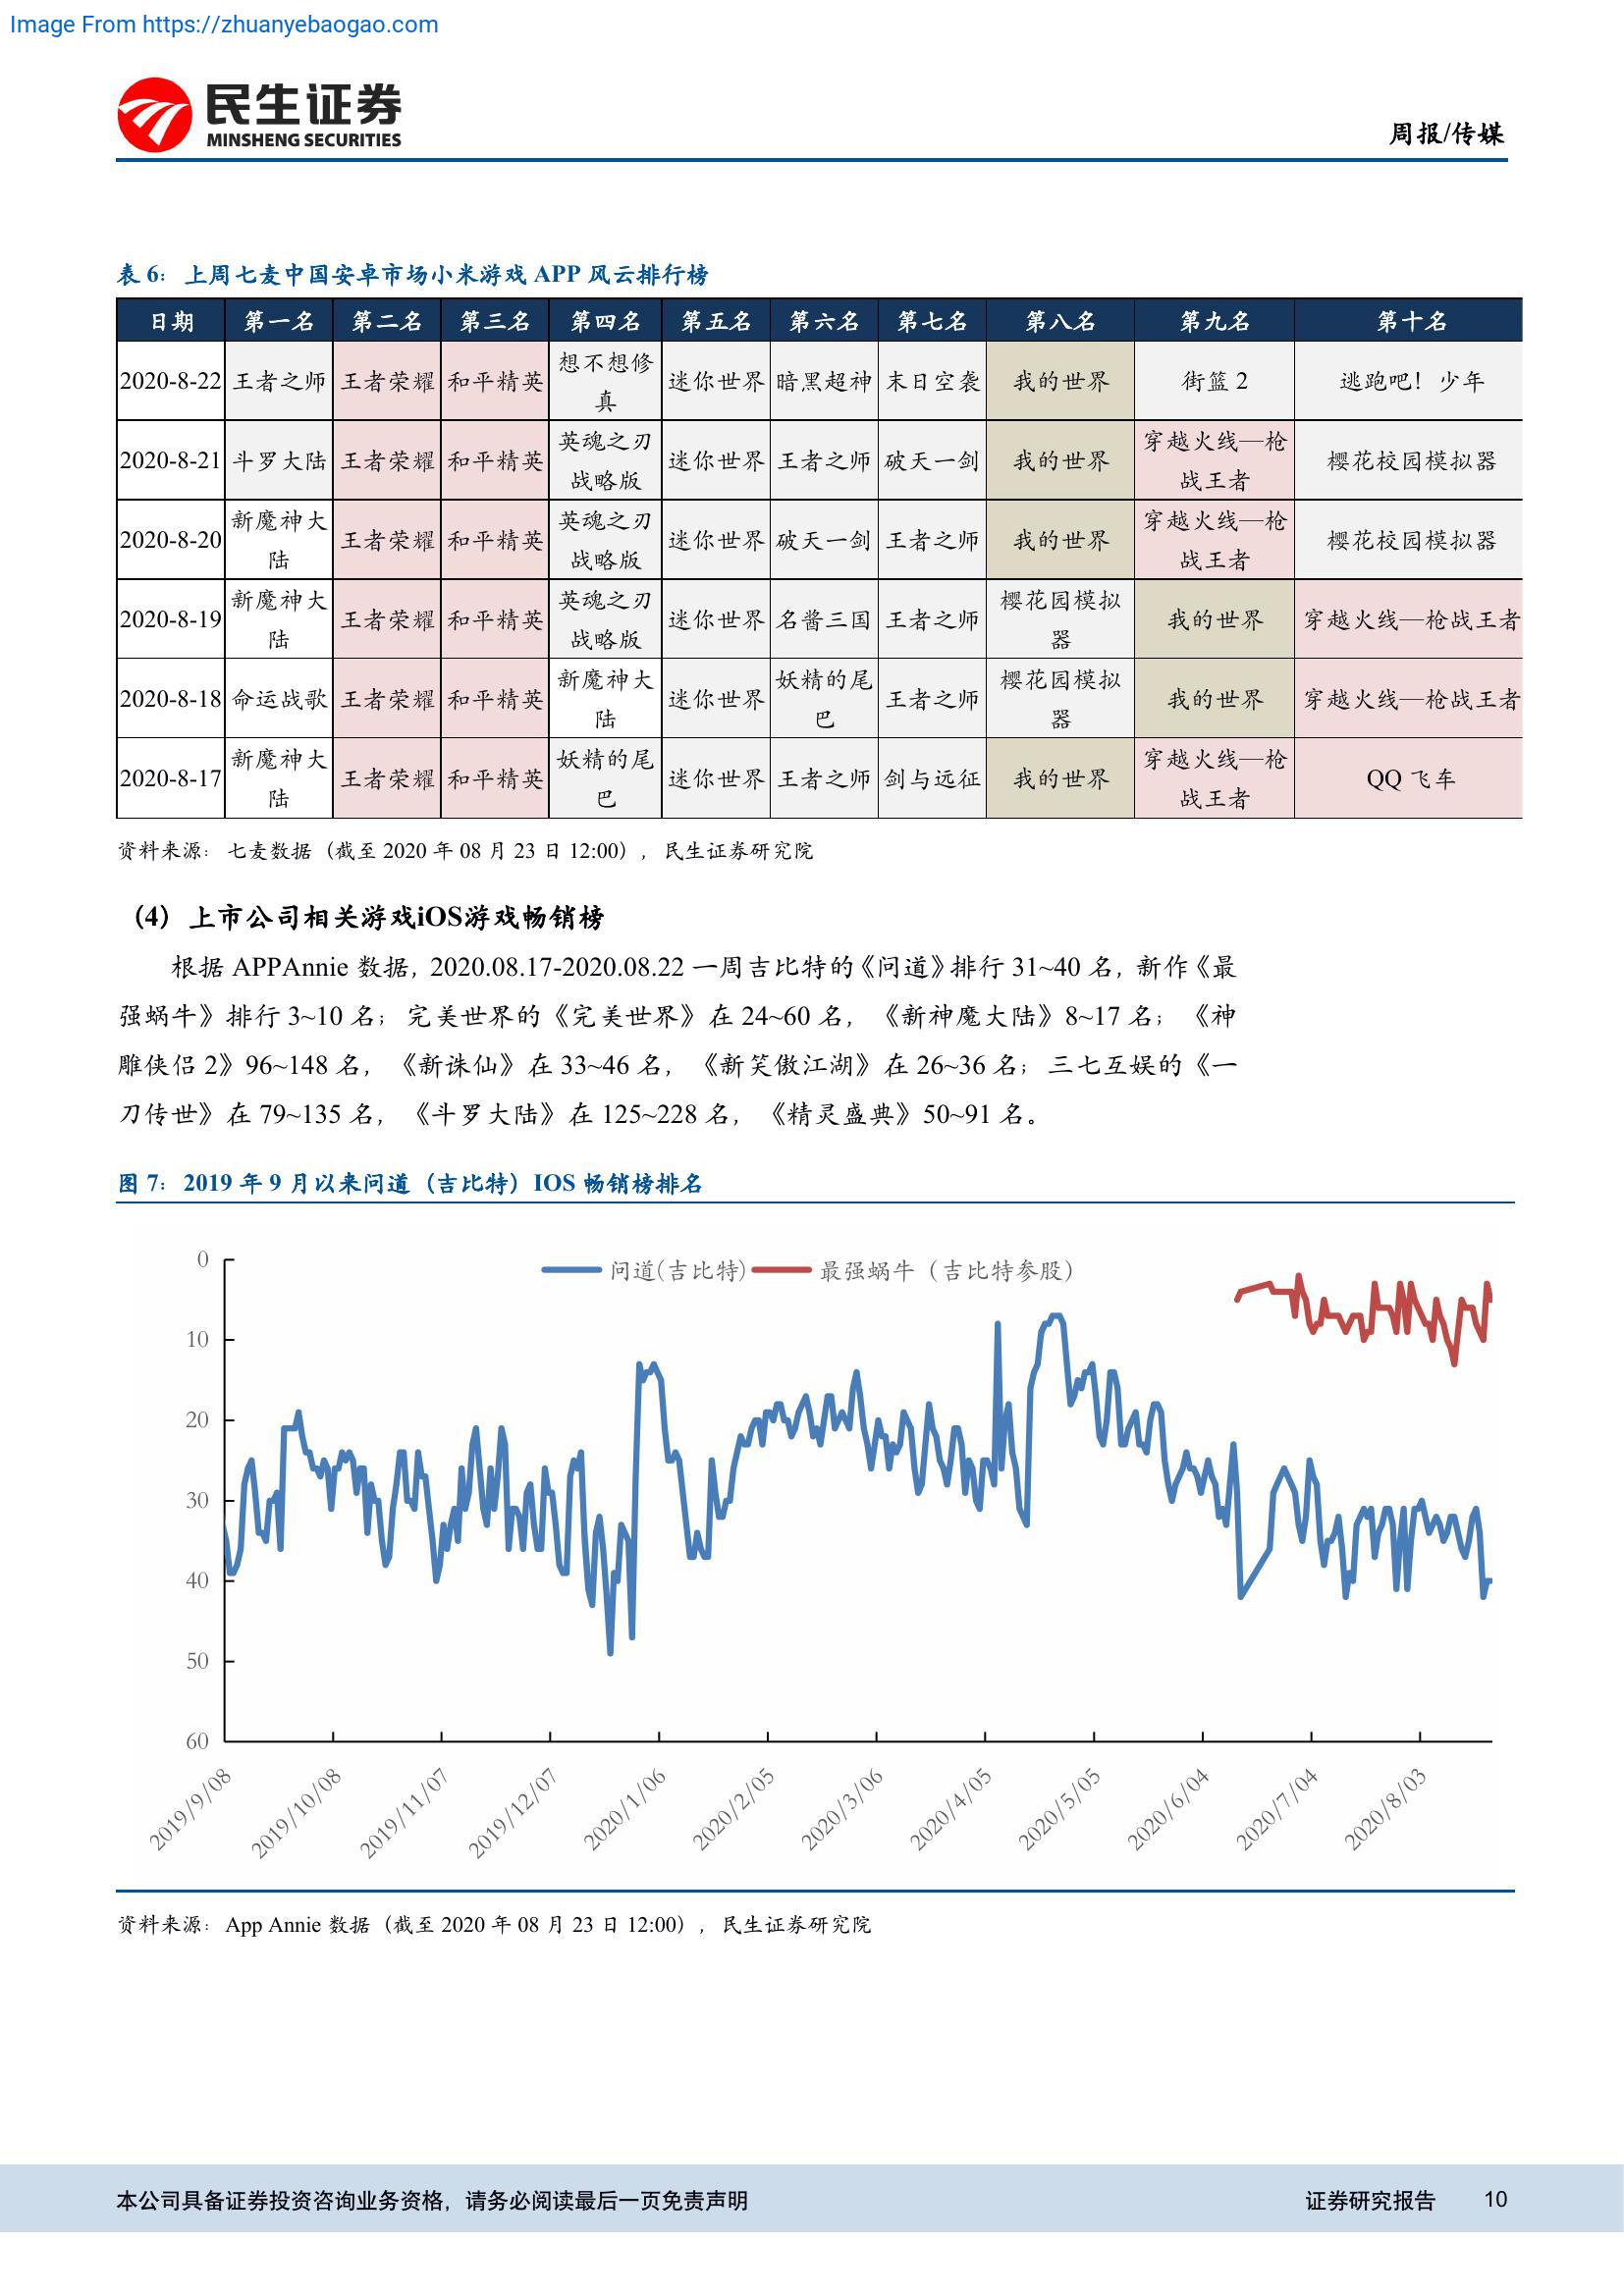 Image From https://zhuanyebaogao.com
民生证券
MINSHENG SECURITIES
周报/传媒
表 6：上周七麦中国安卓市场小米游戏 APP 风云排行榜
日期 第一名 第二名 第三名 第四名 第五名 第六名 第七名 第八名 第九名 第十名
2020-8-22 王者之师 王者荣耀 和平精英 想不想修真 迷你世界 暗黑超神 末日空袭 我的世界 街篮 2 逃跑吧！少年
2020-8-21 斗罗大陆 王者荣耀 和平精英 英魂之刃战略版 迷你世界 王者之师 破天一剑 我的世界 穿越火线—枪战王者 樱花校园模拟器
2020-8-20 新魔神大陆 王者荣耀 和平精英 英魂之刃战略版 迷你世界 破天一剑 王者之师 我的世界 穿越火线—枪战王者 樱花校园模拟器
2020-8-19 新魔神大陆 王者荣耀 和平精英 英魂之刃战略版 迷你世界 名酱三国 王者之师 樱花园模拟器 我的世界 穿越火线—枪战王者
2020-8-18 命运战歌 王者荣耀 和平精英 新魔神大陆 迷你世界 妖精的尾巴 王者之师 樱花园模拟器 我的世界 穿越火线—枪战王者
2020-8-17 新魔神大陆 王者荣耀 和平精英 妖精的尾巴 迷你世界 王者之师 剑与远征 我的世界 穿越火线—枪战王者 QQ 飞车
资料来源：七麦数据（截至 2020 年 08 月 23 日 12:00），民生证券研究院
（4）上市公司相关游戏iOS游戏畅销榜
根据 APPAnnie 数据，2020.08.17-2020.08.22 一周吉比特的《问道》排行 31~40 名，新作《最
强蜗牛》排行 3~10 名；完美世界的《完美世界》在 24~60 名，《新神魔大陆》8~17 名；《神
雕侠侣 2》96~148 名，《新诛仙》在 33~46 名，《新笑傲江湖》在 26~36 名；三七互娱的《一
刀传世》在 79~135 名，《斗罗大陆》在 125~228 名，《精灵盛典》50~91 名。
图 7：2019 年 9 月以来问道（吉比特）IOS 畅销榜排名
问道(吉比特) 最强蜗牛（吉比特参股）
0
10
20
30
40
50
60
2019/9/08 2019/10/08 2019/11/07 2019/12/07 2020/1/06 2020/2/05 2020/3/06 2020/4/05 2020/5/05 2020/6/04 2020/7/04 2020/8/03
资料来源：App Annie 数据（截至 2020 年 08 月 23 日 12:00），民生证券研究院
本公司具备证券投资咨询业务资格，请务必阅读最后一页免责声明 证券研究报告 10